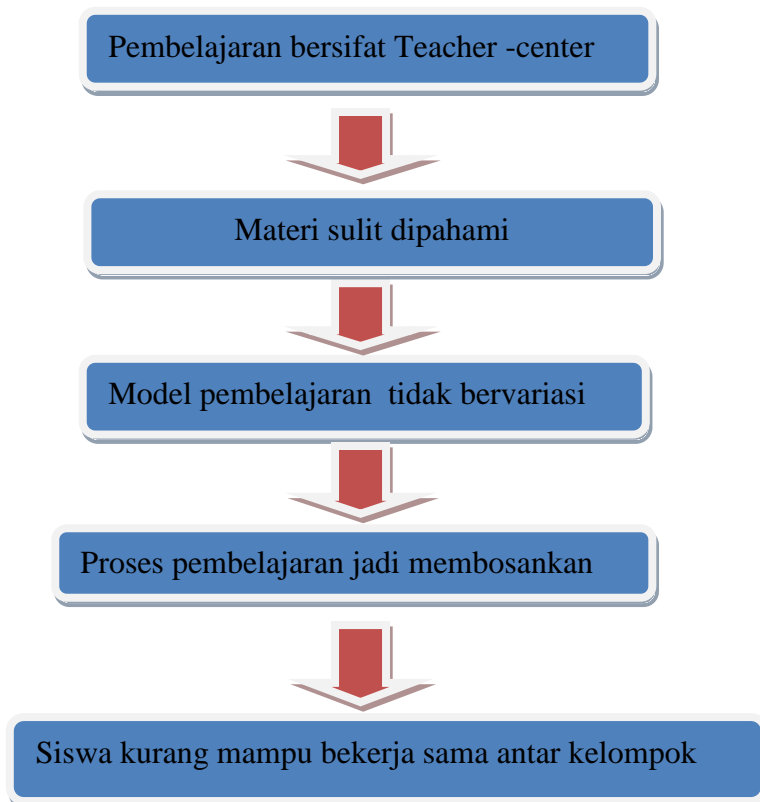 Pembelajaran bersifat Teacher -center
Materi sulit dipahami
Model pembelajaran  tidak bervariasi
Proses pembelajaran jadi membosankan
Siswa kurang mampu bekerja sama antar kelompok